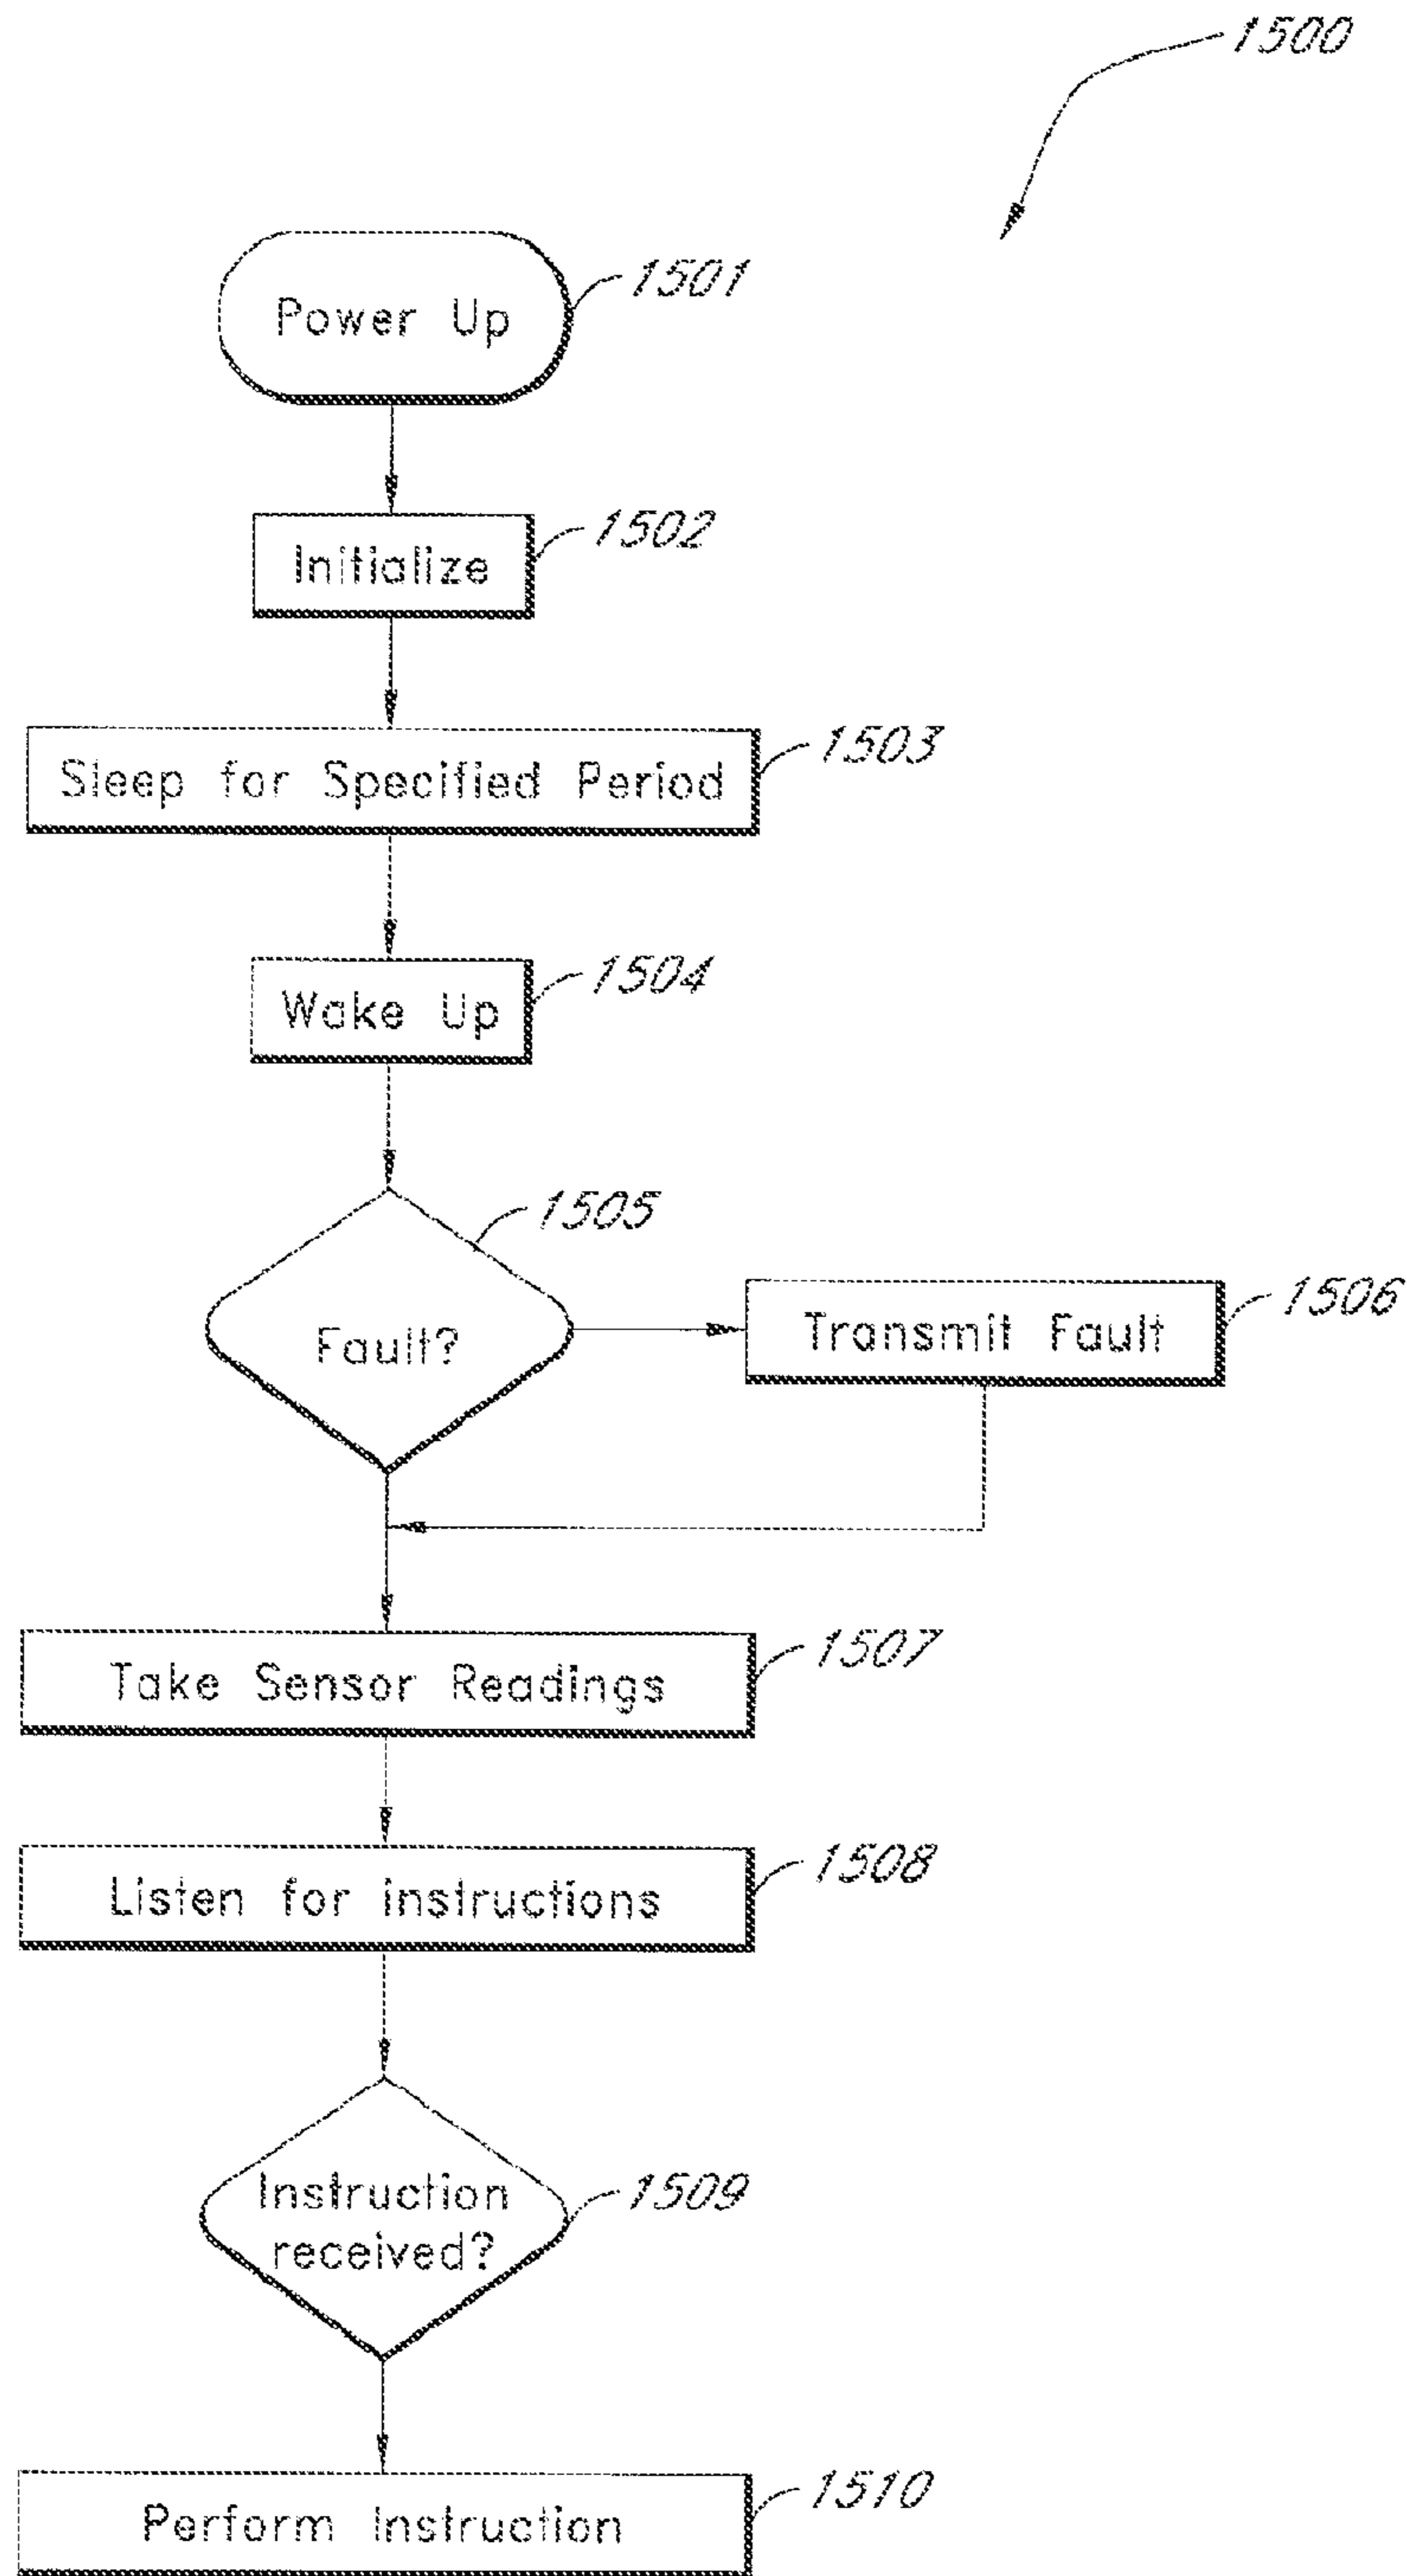 1500
Power Up
1501
Initialize
1502
Sleep for Specified Period
1503
Wake Up
1504
1505
Fault?
Transmit Fault
1506
Take Sensor Readings
1507
Listen for instructions
1508
Instruction
received?
1509
Perform Instruction
1510